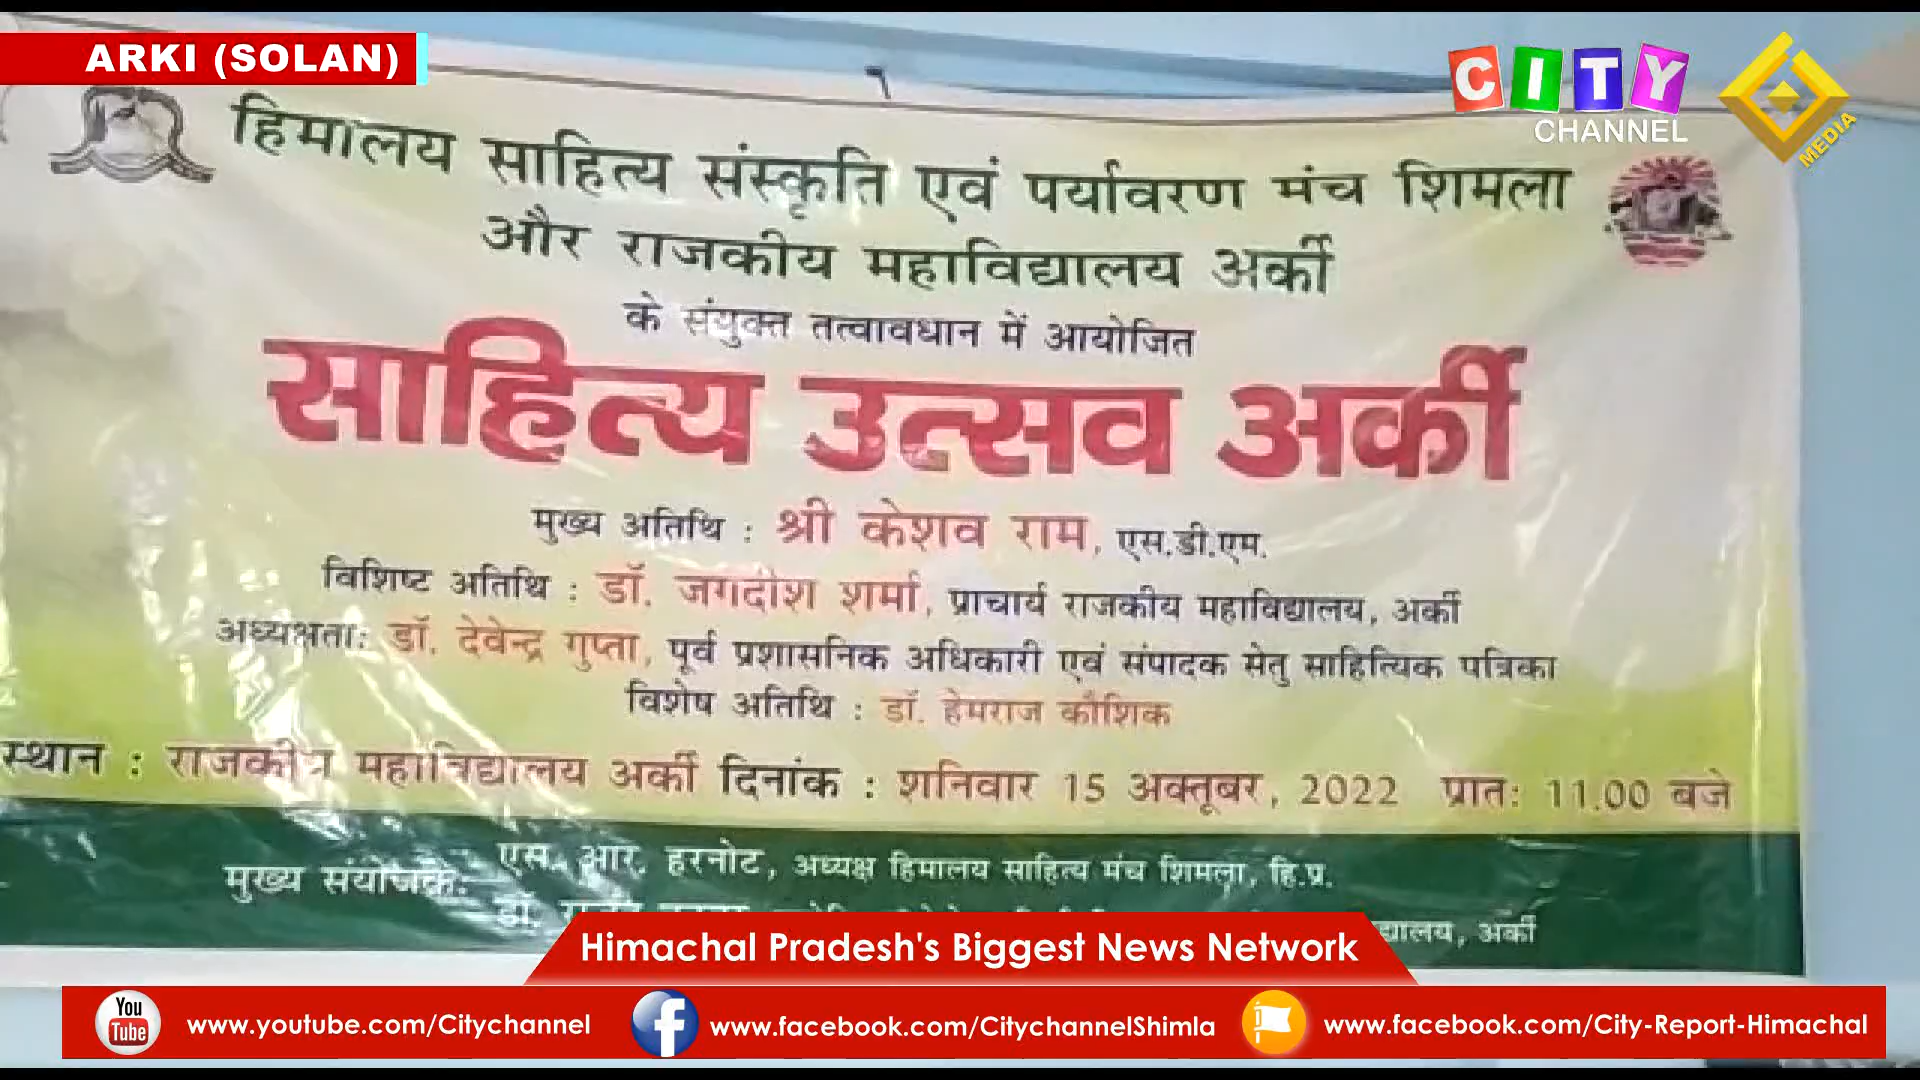 ARKI (SOLAN)
CITY
CHANNEL
MEDIA
हिमालय साहित्य संस्कृति एवं पर्यावरण मंच शिमला
और राजकीय महाविद्यालय अर्की
के संयुक्त तत्वावधान में आयोजित
साहित्य उत्सव अर्की
मुख्य अतिथि : श्री केशव राम, एस.डी.एम.
विशिष्ट अतिथि : डॉ. जगदीश शर्मा, प्राचार्य राजकीय महाविद्यालय, अर्की
अध्यक्षता: डॉ. देवेन्द्र गुप्ता, पूर्व प्रशासनिक अधिकारी एवं संपादक सेतु साहित्यिक पत्रिका
विशेष अतिथि : डॉ. हेमराज कौशिक
स्थान : राजकीय महाविद्यालय अर्की दिनांक : शनिवार 15 अक्तूबर, 2022 प्रात: 11.00 बजे
मुख्य संयोजक: एस. आर. हरनोट, अध्यक्ष हिमालय साहित्य मंच शिमला, हि.प्र.
डॉ. अर्की
Himachal Pradesh's Biggest News Network
You Tube www.youtube.com/Citychannel
f www.facebook.com/CitychannelShimla
www.facebook.com/City-Report-Himachal